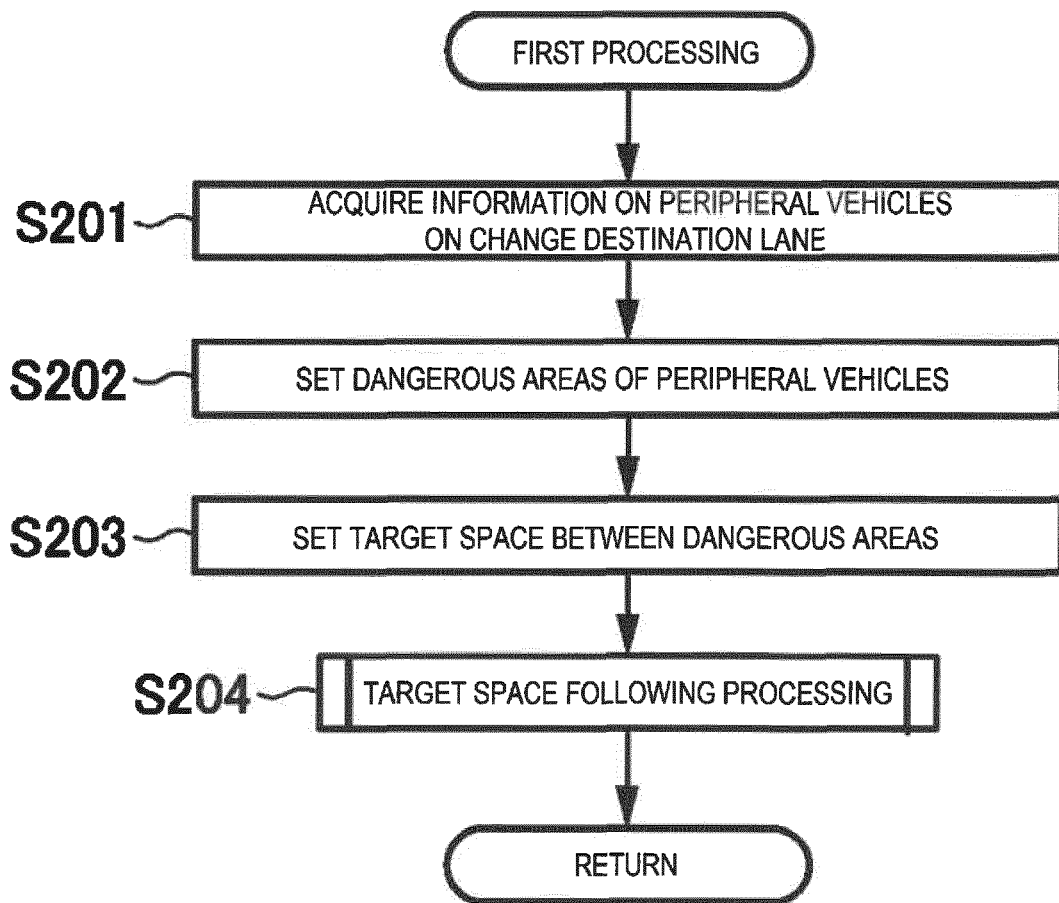 FIRST PROCESSING
S201
ACQUIRE INFORMATION ON PERIPHERAL VEHICLES
ON CHANGE DESTINATION LANE
S202
SET DANGEROUS AREAS OF PERIPHERAL VEHICLES
S203
SET TARGET SPACE BETWEEN DANGEROUS AREAS
S204
TARGET SPACE FOLLOWING PROCESSING
RETURN